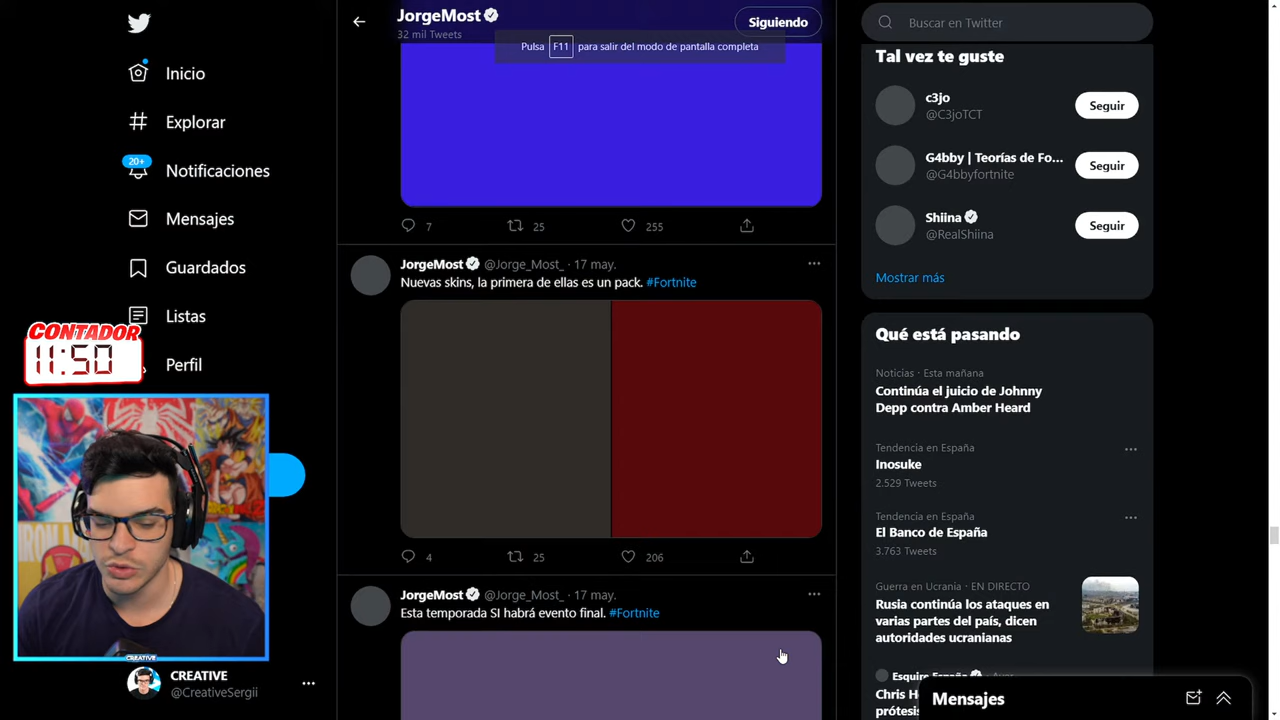 Inicio
Explorar
20+
Notificaciones
Mensajes
Guardados
Listas
Perfil
CONTADOR
11:50
CREATIVE
CREATIVE
@CreativeSergii
JorgeMost
32 mil Tweets
Siguiendo
Pulsa F11 para salir del modo de pantalla completa
7 25 255
JorgeMost @Jorge_Most_ · 17 may.
Nuevas skins, la primera de ellas es un pack. #Fortnite
4 25 206
JorgeMost @Jorge_Most_ · 17 may.
Esta temporada SI habrá evento final. #Fortnite
Buscar en Twitter
Tal vez te guste
c3jo
@C3joTCT
Seguir
G4bby | Teorías de Fo...
@G4bbyfortnite
Seguir
Shiina
@RealShiina
Seguir
Mostrar más
Qué está pasando
Noticias · Esta mañana
Continúa el juicio de Johnny
Depp contra Amber Heard
Tendencia en España
Inosuke
2.529 Tweets
Tendencia en España
El Banco de España
3.763 Tweets
Guerra en Ucrania · EN DIRECTO
Rusia continúa los ataques en
varias partes del país, dicen
autoridades ucranianas
Esquire España
Chris H
prótesis
Mensajes